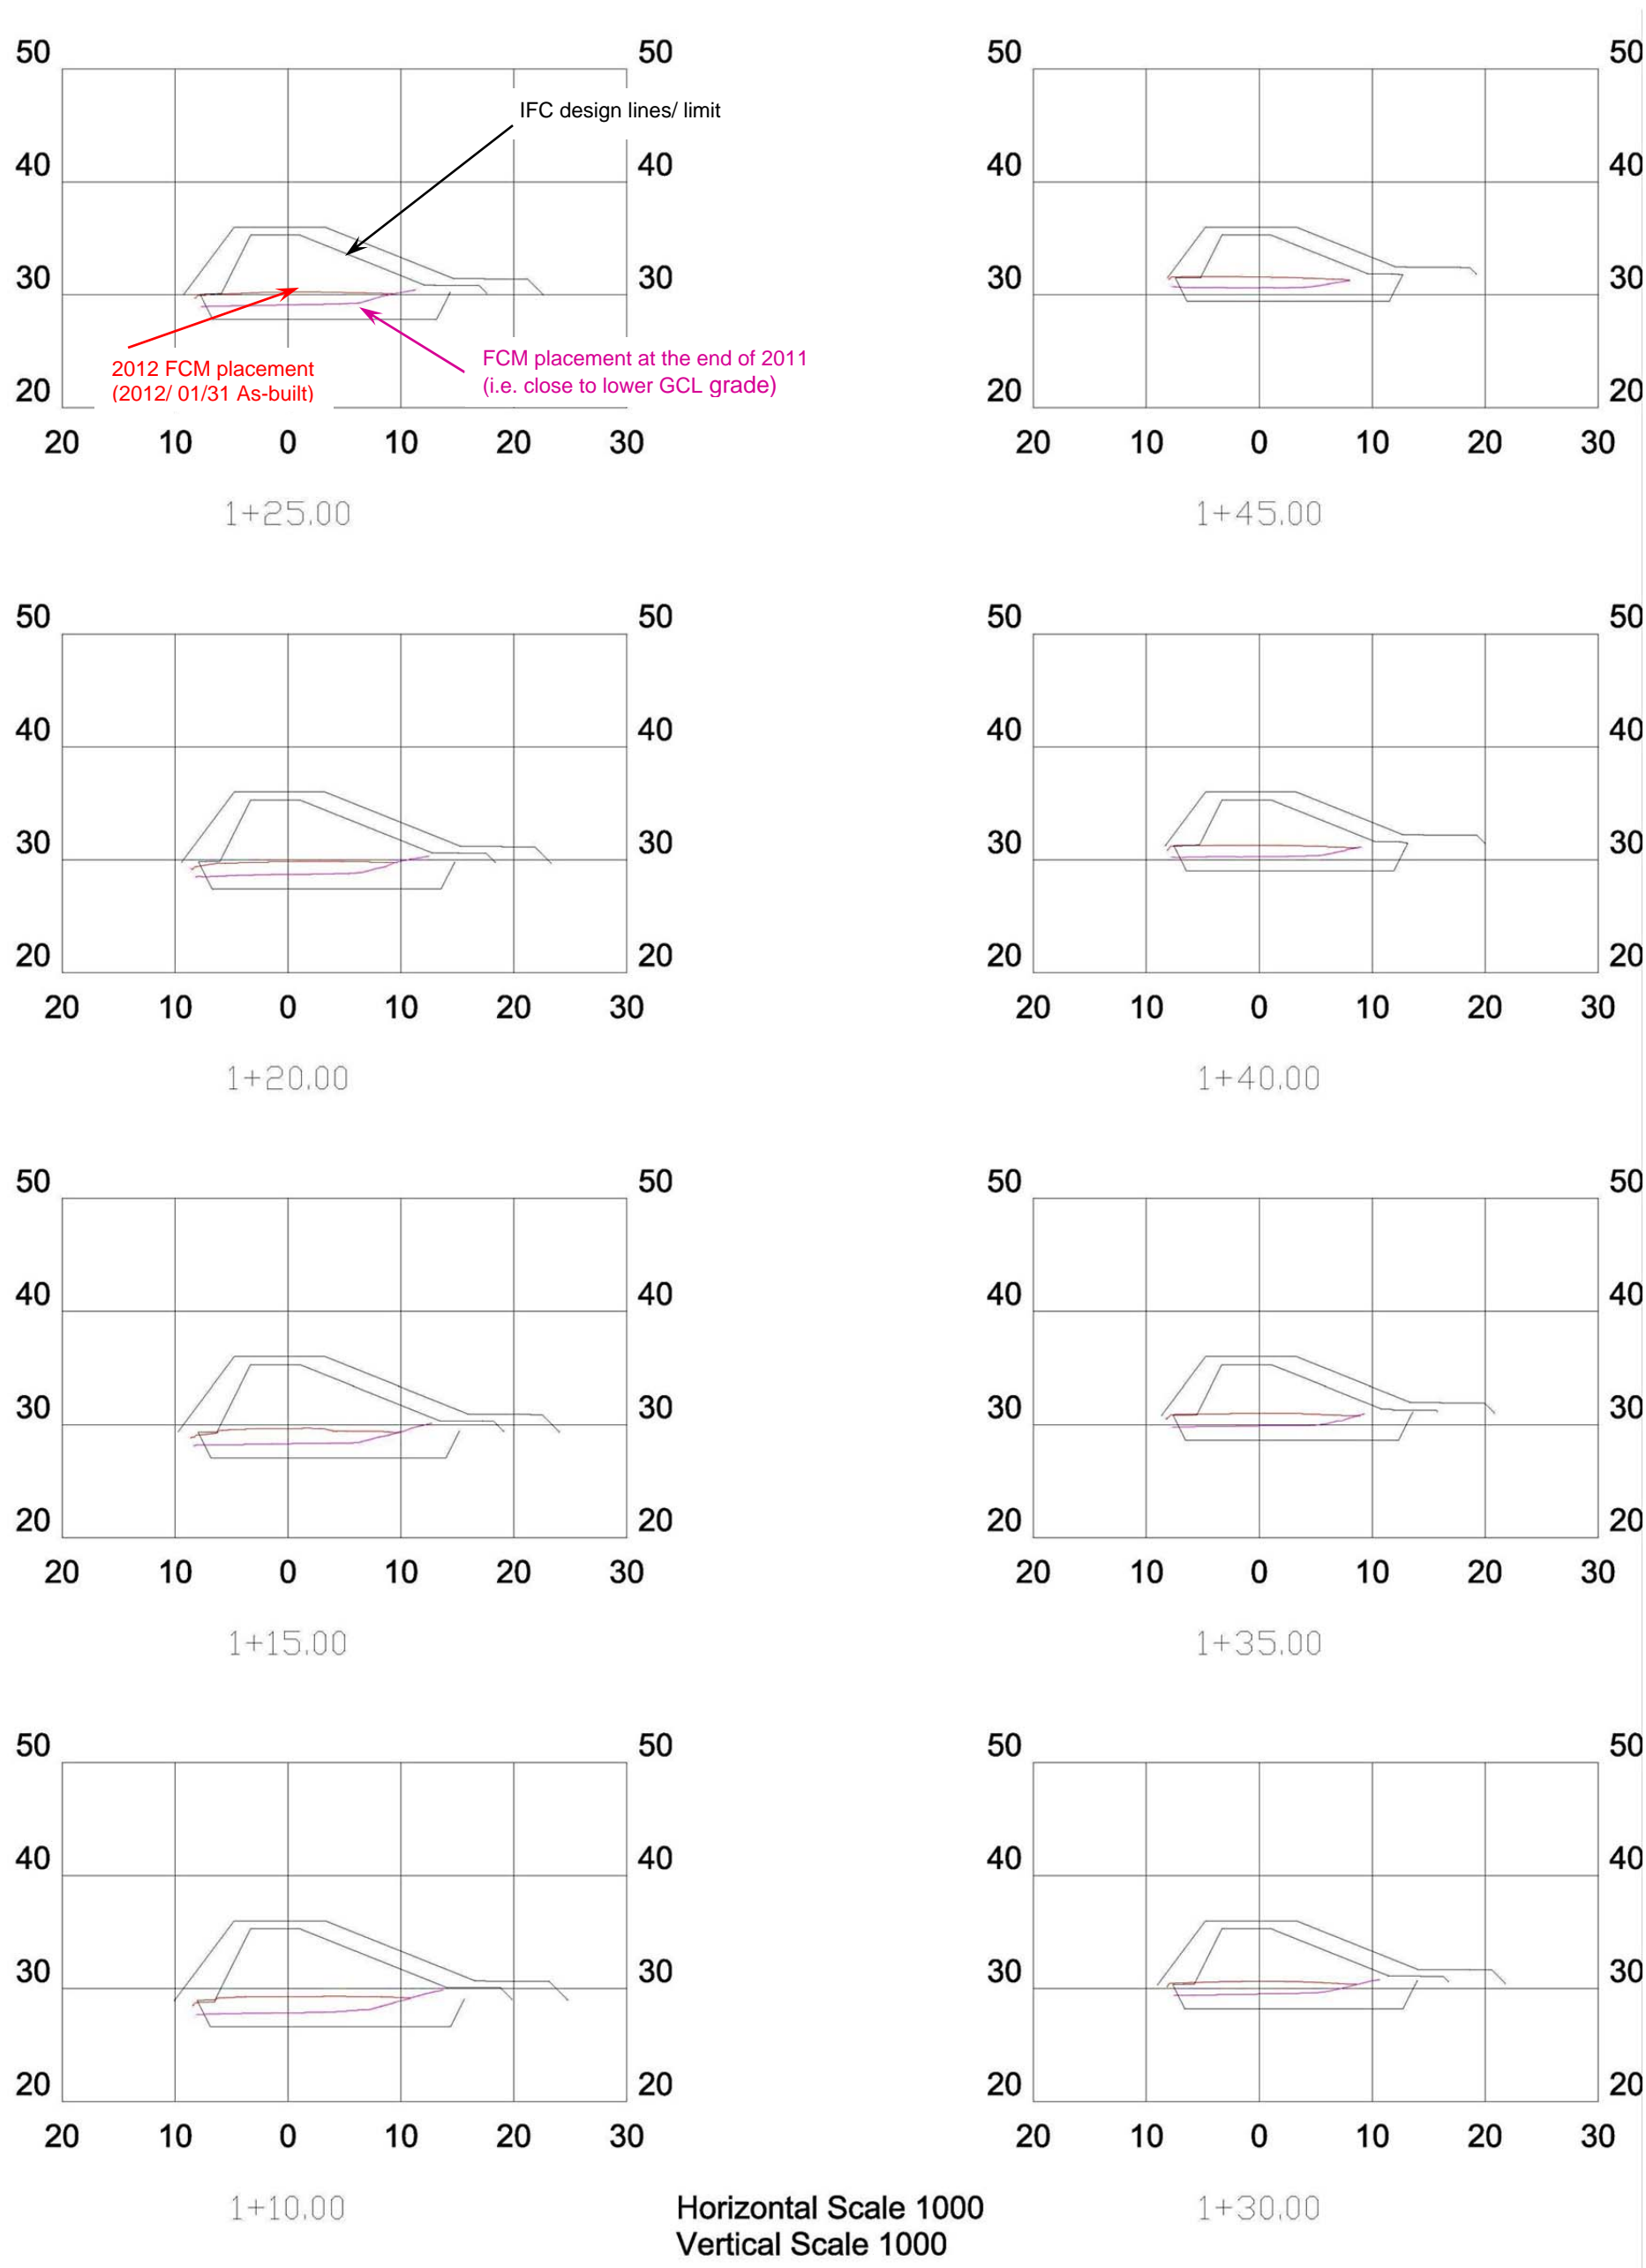 50 50 50 50
IFC design lines/ limit
40 40 40 40
30 30 30 30
2012 FCM placement
(2012/ 01/31 As-built)
FCM placement at the end of 2011
(i.e. close to lower GCL grade)
20 20 20 20
20 10 0 10 20 30 20 10 0 10 20 30
1+25.00 1+45.00
50 50 50 50
40 40 40 40
30 30 30 30
20 20 20 20
20 10 0 10 20 30 20 10 0 10 20 30
1+20.00 1+40.00
50 50 50 50
40 40 40 40
30 30 30 30
20 20 20 20
20 10 0 10 20 30 20 10 0 10 20 30
1+15.00 1+35.00
50 50 50 50
40 40 40 40
30 30 30 30
20 20 20 20
20 10 0 10 20 30 20 10 0 10 20 30
1+10.00 1+30.00
Horizontal Scale 1000
Vertical Scale 1000